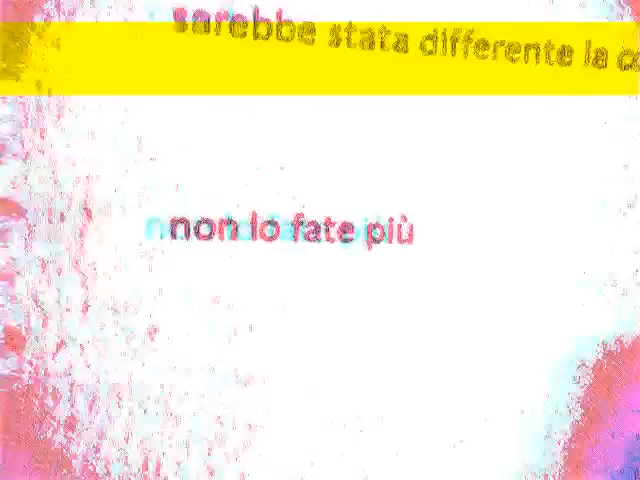 sarebbe stata differente la
non lo fate più